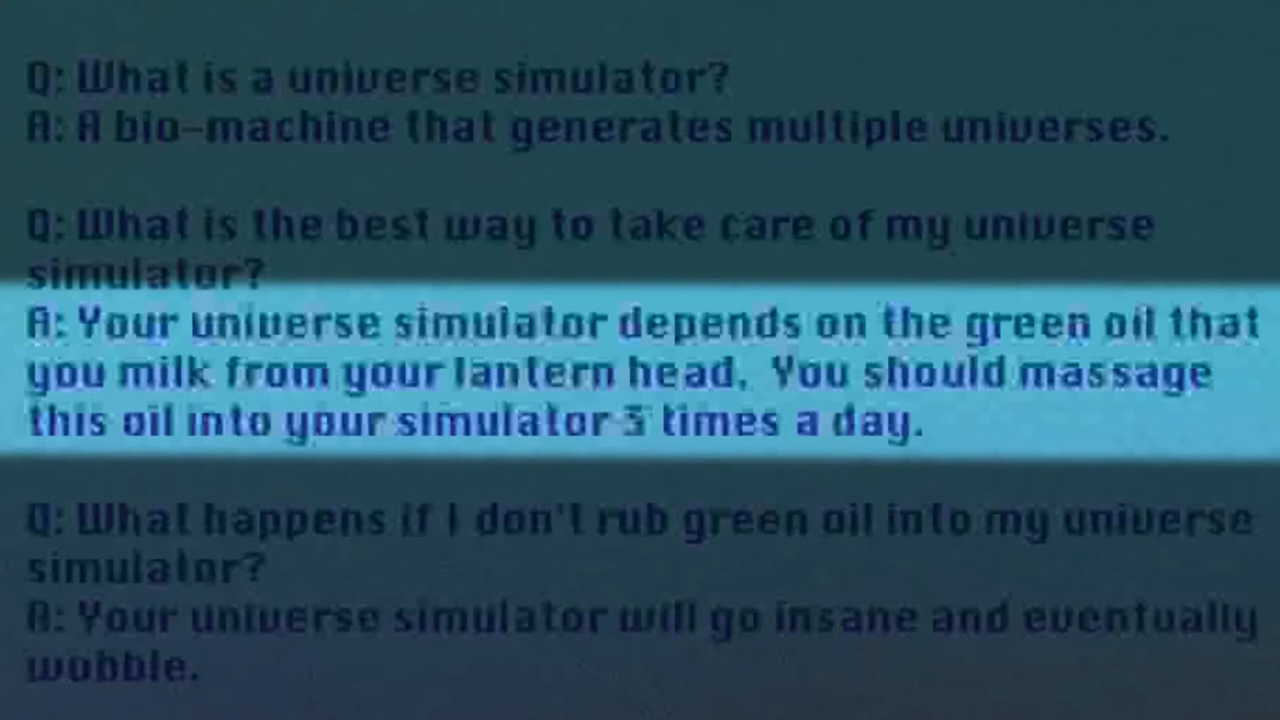 Q: What is a universe simulator?
A: A bio-machine that generates multiple universes.
Q: What is the best way to take care of my universe
simulator?
A: Your universe simulator depends on the green oil that
you milk from your lantern head. You should massage
this oil into your simulator 3 times a day.
Q: What happens if I don't rub green oil into my universe
simulator?
A: Your universe simulator will go insane and eventually
wobble.